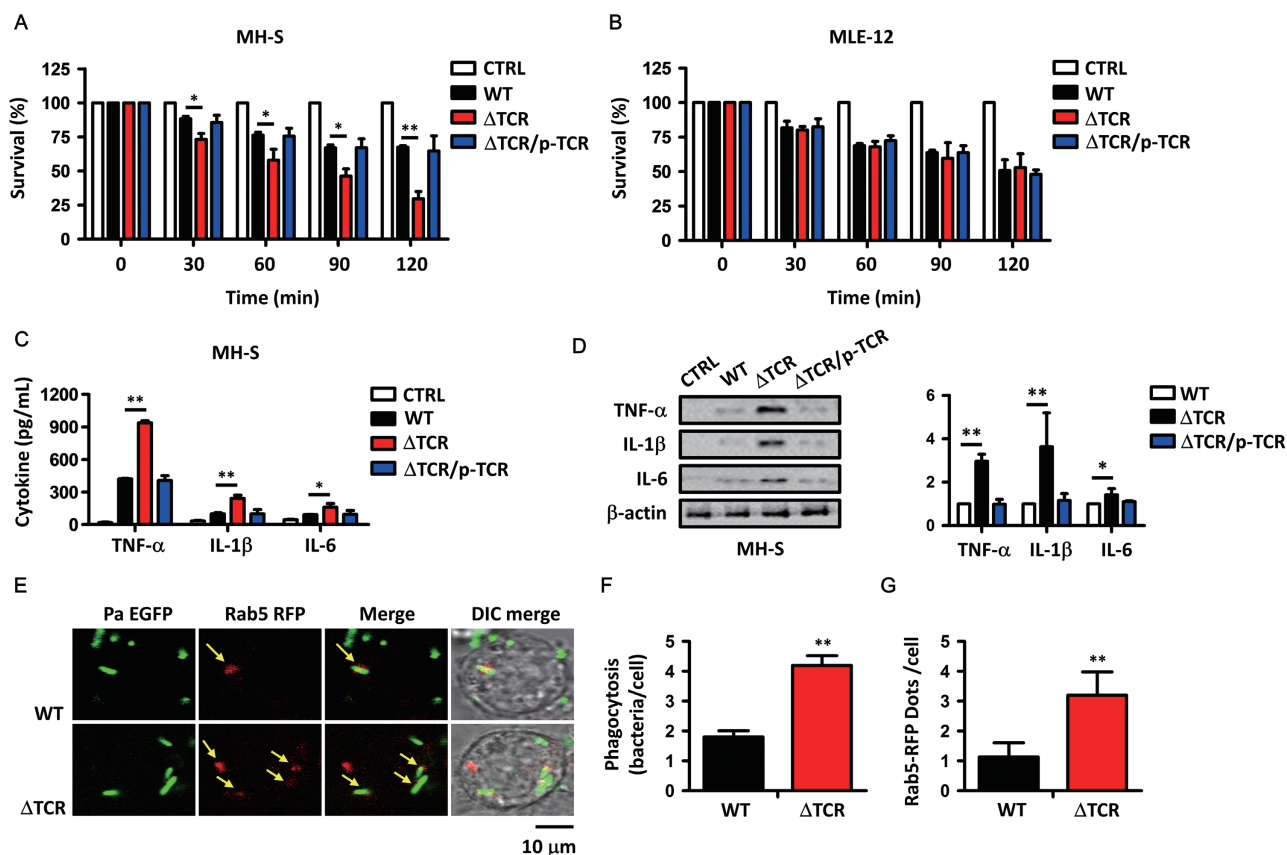 A
MH-S
Survival (%)
125
100
75
50
25
0
0 30 60 90 120
Time (min)
CTRL
WT
ΔTCR
ΔTCR/p-TCR
* * * **
B
MLE-12
Survival (%)
125
100
75
50
25
0
0 30 60 90 120
Time (min)
CTRL
WT
ΔTCR
ΔTCR/p-TCR
C
MH-S
Cytokine (pg/mL)
1200
900
600
300
0
** ** *
TNF-α IL-1β IL-6
CTRL
WT
ΔTCR
ΔTCR/p-TCR
D
CTRL WT ΔTCR ΔTCR/p-TCR
TNF-α
IL-1β
IL-6
β-actin
MH-S
6
4
2
0
** ** *
TNF-α IL-1β IL-6
WT
ΔTCR
ΔTCR/p-TCR
E
Pa EGFP Rab5 RFP Merge DIC merge
WT
ΔTCR
10 μm
F
Phagocytosis
(bacteria/cell)
5
4
3
2
1
0
**
WT ΔTCR
G
Rab5-RFP Dots /cell
5
4
3
2
1
0
**
WT ΔTCR